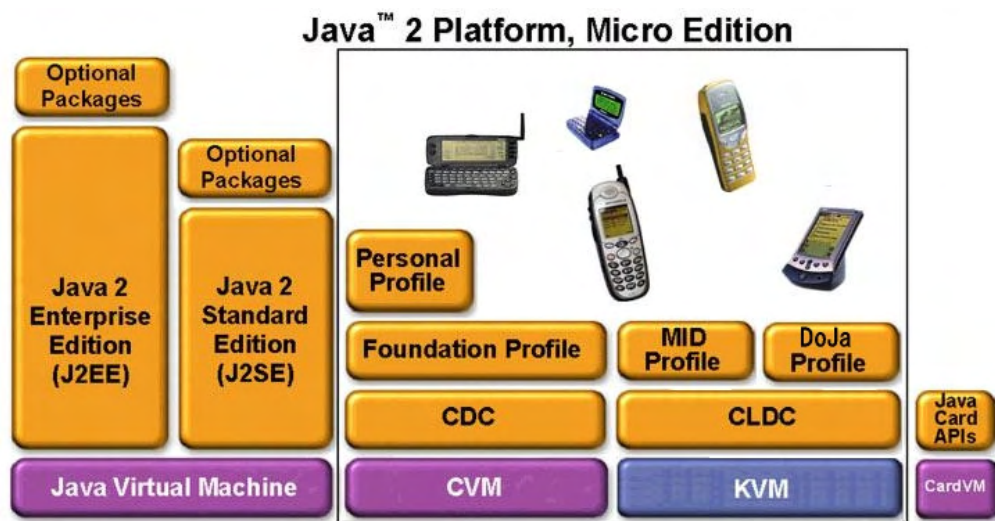 Java™ 2 Platform, Micro Edition
Optional
Packages
Optional
Packages
Java 2
Enterprise
Edition
(J2EE)
Java 2
Standard
Edition
(J2SE)
Personal
Profile
Foundation Profile
MID
Profile
DoJa
Profile
CDC
CLDC
Java
Card
APIs
Java Virtual Machine
CVM
KVM
CardVM